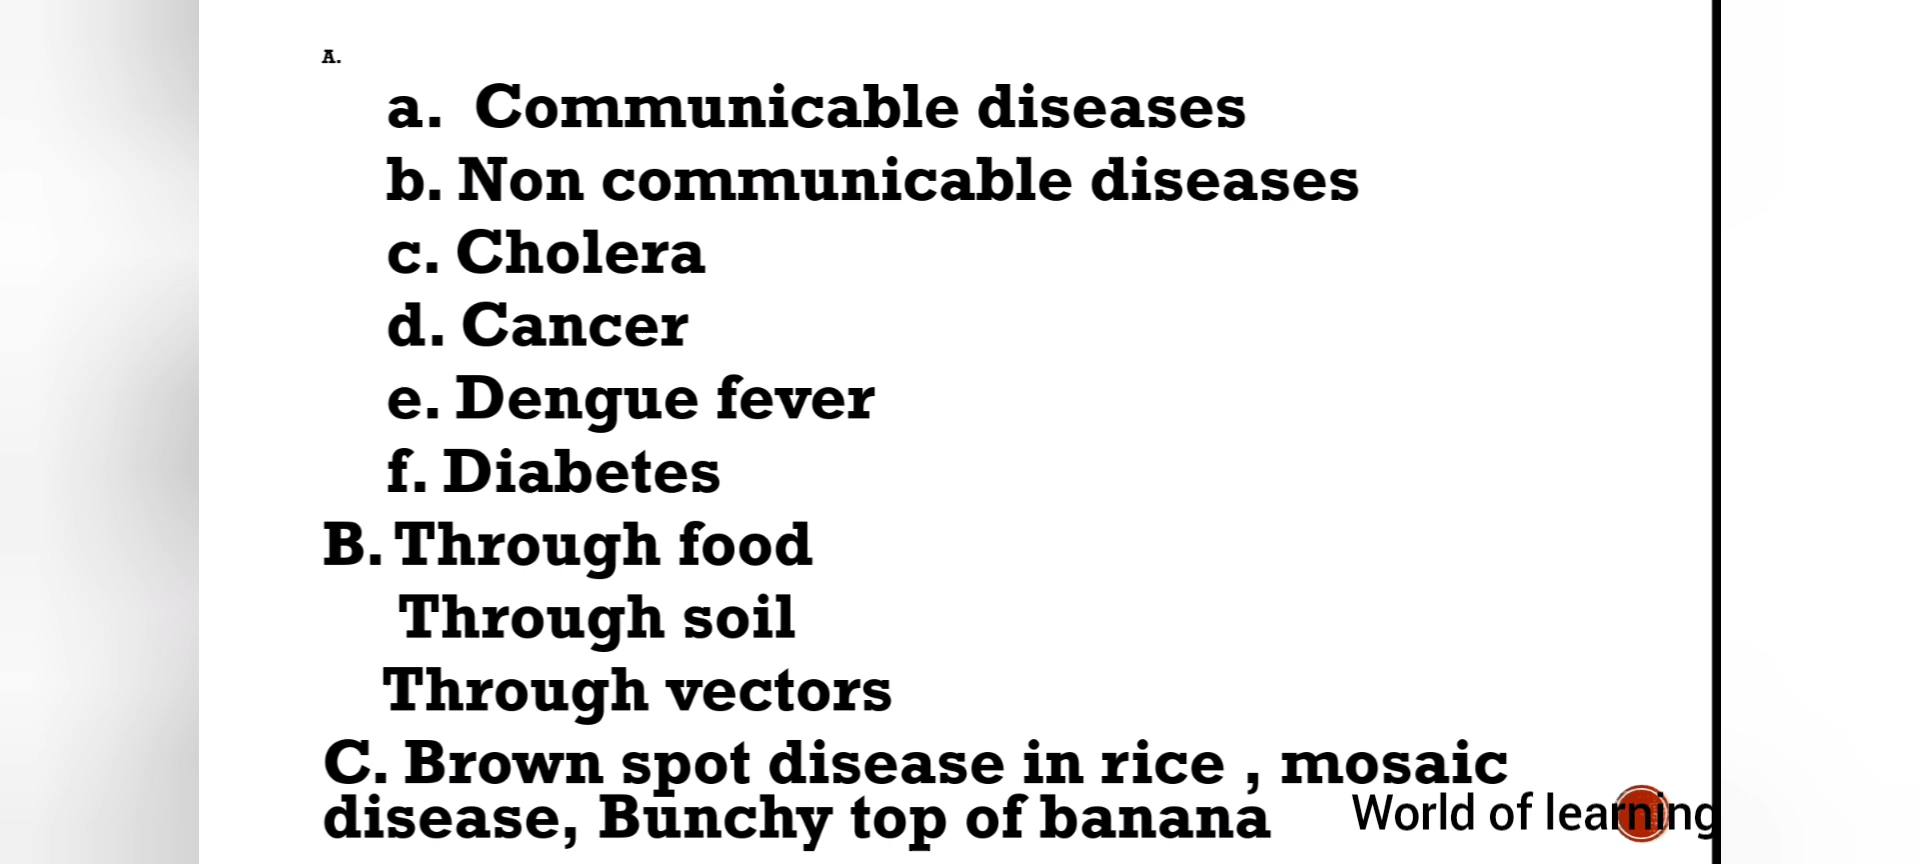 A.
a. Communicable diseases
b. Non communicable diseases
c. Cholera
d. Cancer
e. Dengue fever
f. Diabetes
B. Through food
Through soil
Through vectors
C. Brown spot disease in rice , mosaic
disease, Bunchy top of banana
World of learning